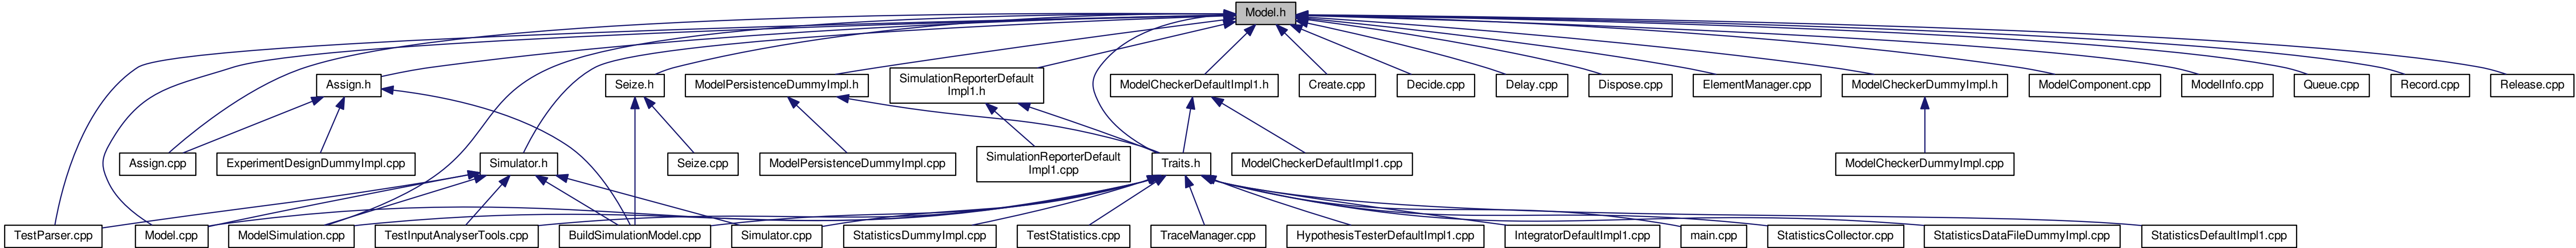 Model.h
Assign.h
Seize.h
ModelPersistenceDummyImpl.h
SimulationReporterDefault
Impl1.h
ModelCheckerDefaultImpl1.h
Create.cpp
Decide.cpp
Delay.cpp
Dispose.cpp
ElementManager.cpp
ModelCheckerDummyImpl.h
ModelComponent.cpp
ModelInfo.cpp
Queue.cpp
Record.cpp
Release.cpp
Assign.cpp
ExperimentDesignDummyImpl.cpp
Simulator.h
Seize.cpp
ModelPersistenceDummyImpl.cpp
SimulationReporterDefault
Impl1.cpp
Traits.h
ModelCheckerDefaultImpl1.cpp
ModelCheckerDummyImpl.cpp
TestParser.cpp
Model.cpp
ModelSimulation.cpp
TestInputAnalyserTools.cpp
BuildSimulationModel.cpp
Simulator.cpp
StatisticsDummyImpl.cpp
TestStatistics.cpp
TraceManager.cpp
HypothesisTesterDefaultImpl1.cpp
IntegratorDefaultImpl1.cpp
main.cpp
StatisticsCollector.cpp
StatisticsDataFileDummyImpl.cpp
StatisticsDefaultImpl1.cpp